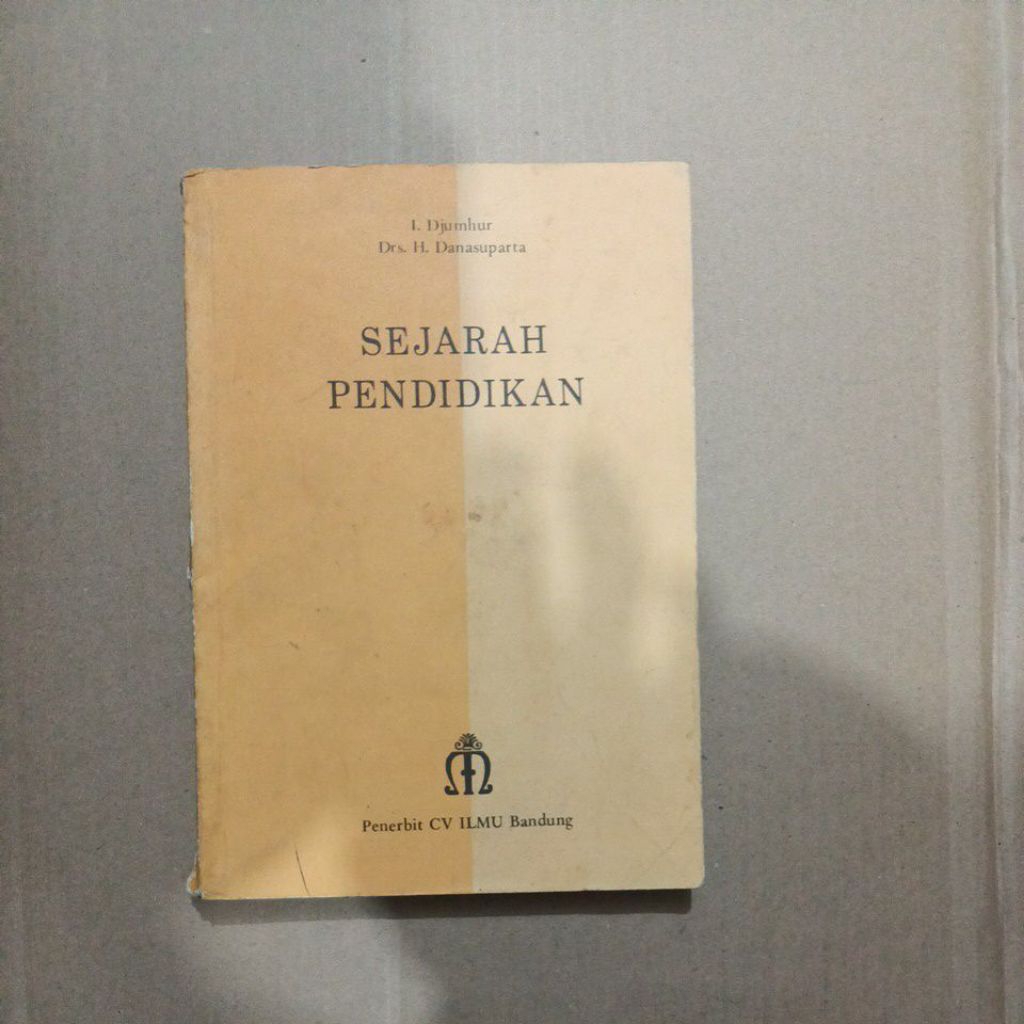 I. Djumhur
Drs. H. Danasuparta
SEJARAH
PENDIDIKAN
Penerbit CV ILMU Bandung